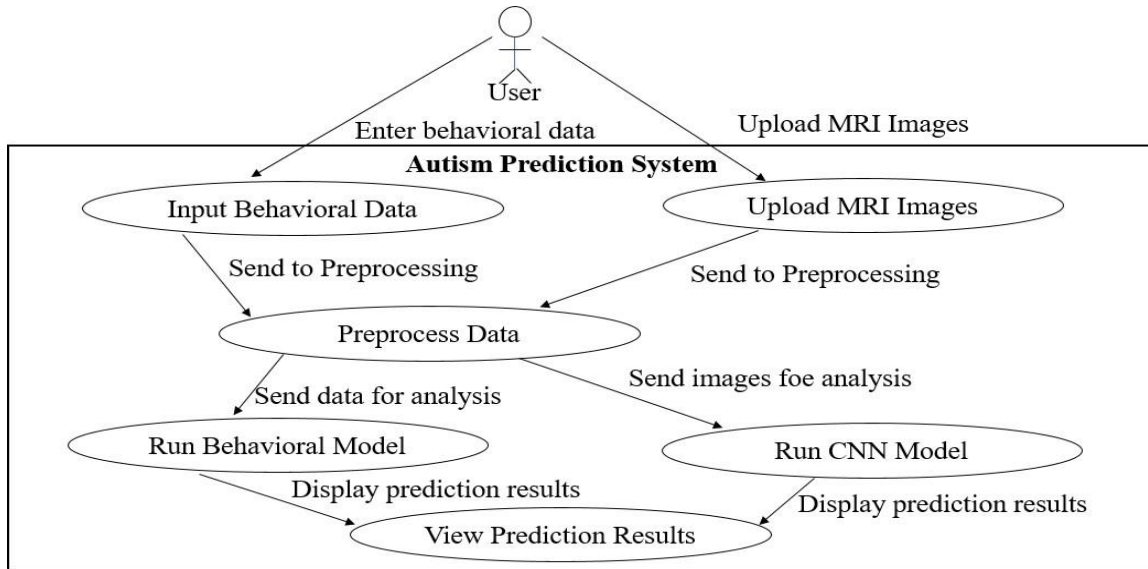 User
Enter behavioral data
Upload MRI Images
Autism Prediction System
Input Behavioral Data
Upload MRI Images
Send to Preprocessing
Send to Preprocessing
Preprocess Data
Send data for analysis
Send images foe analysis
Run Behavioral Model
Run CNN Model
Display prediction results
Display prediction results
View Prediction Results